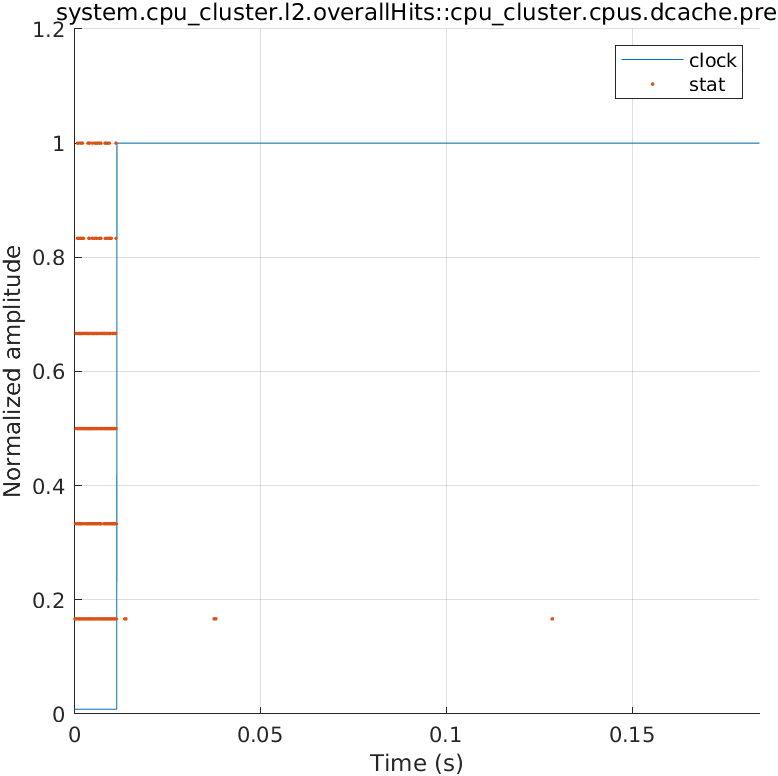 system.cpu_cluster.l2.overallHits::cpu_cluster.cpus.dcache.pre
1.2
clock
stat
1
0.8
0.6
0.4
0.2
0
Normalized amplitude
0
0.05
0.1
0.15
Time (s)